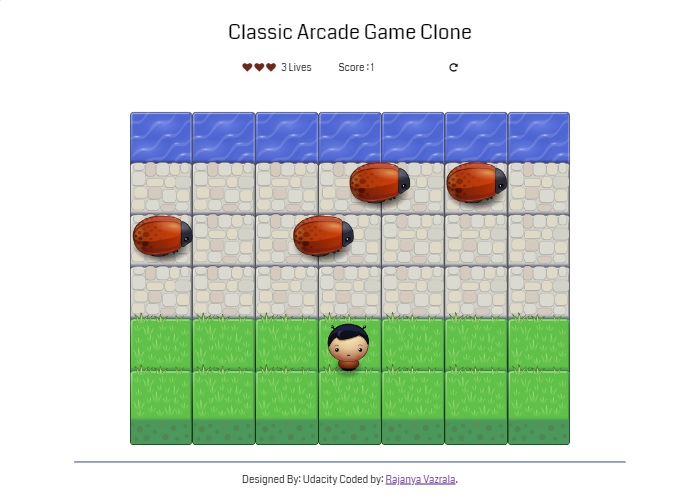 Classic Arcade Game Clone
3 Lives Score : 1
Designed By: Udacity Coded by: Rajanya Vazrala.